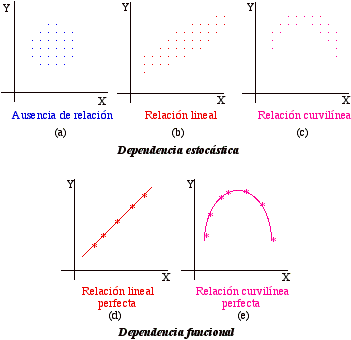 Y
Y
Y
X
X
X
Ausencia de relación
Relación lineal
Relación curvilínea
(a)
(b)
(c)
Dependencia estocástica
Y
Y
X
X
Relación lineal
perfecta
Relación curvilínea
perfecta
(d)
(e)
Dependencia funcional